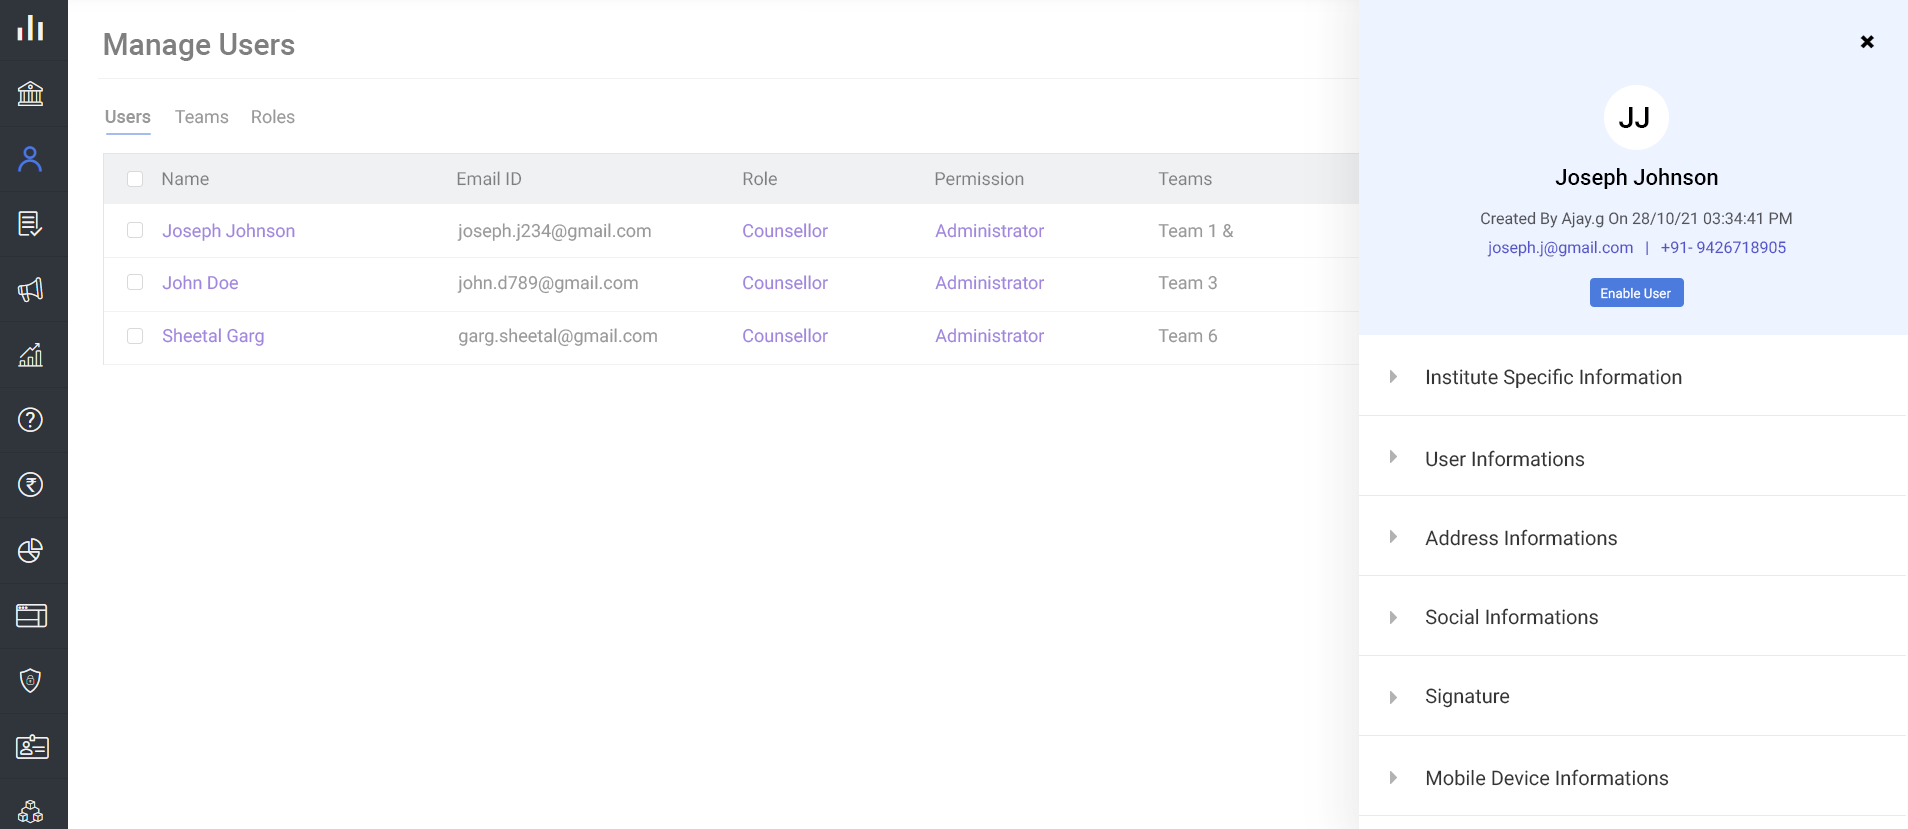 Manage Users
Users Teams Roles
Name Email ID Role Permission Teams
Joseph Johnson joseph.j234@gmail.com Counsellor Administrator Team 1 &
John Doe john.d789@gmail.com Counsellor Administrator Team 3
Sheetal Garg garg.sheetal@gmail.com Counsellor Administrator Team 6
JJ
Joseph Johnson
Created By Ajay.g On 28/10/21 03:34:41 PM
joseph.j@gmail.com | +91- 9426718905
Enable User
Institute Specific Information
User Informations
Address Informations
Social Informations
Signature
Mobile Device Informations